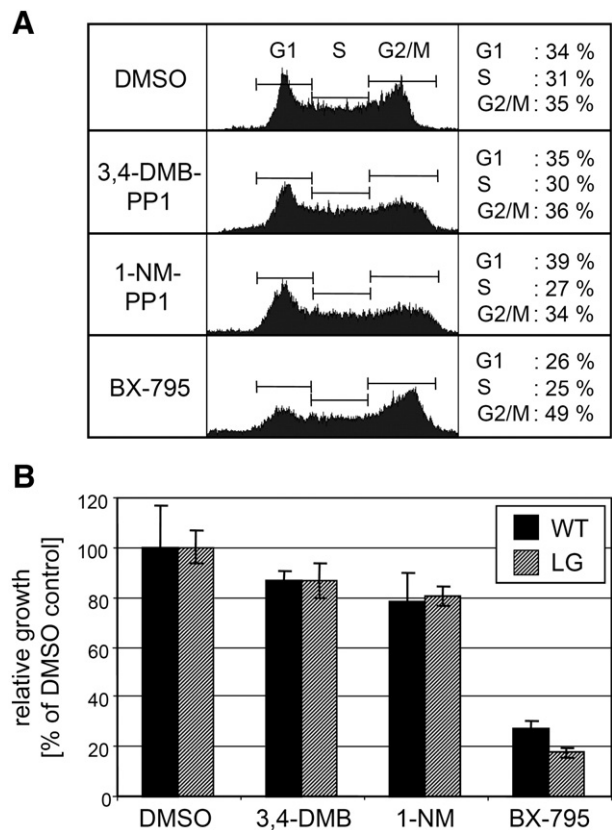 A
G1 S G2/M
DMSO
G1 : 34 %
S : 31 %
G2/M : 35 %
3,4-DMB-
PP1
G1 : 35 %
S : 30 %
G2/M : 36 %
1-NM-
PP1
G1 : 39 %
S : 27 %
G2/M : 34 %
BX-795
G1 : 26 %
S : 25 %
G2/M : 49 %
B
relative growth
[% of DMSO control]
120
100
80
60
40
20
0
WT
LG
DMSO 3,4-DMB 1-NM BX-795